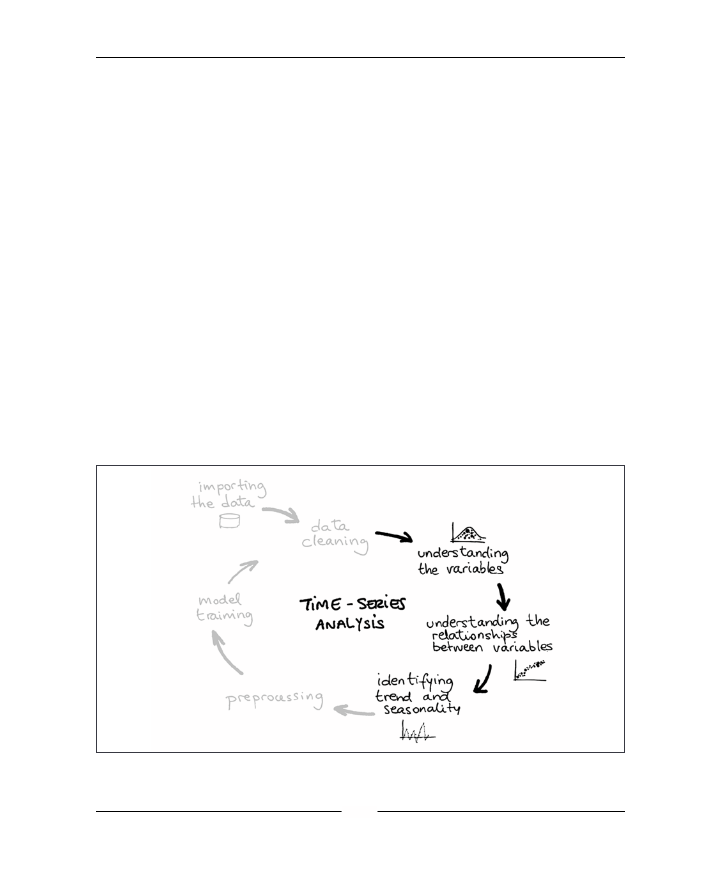 importing
the data
data
cleaning
understanding
the variables
understanding the
relationships
between variables
identifying
trend and
seasonality
preprocessing
model
training
TIME-SERIES
ANALYSIS